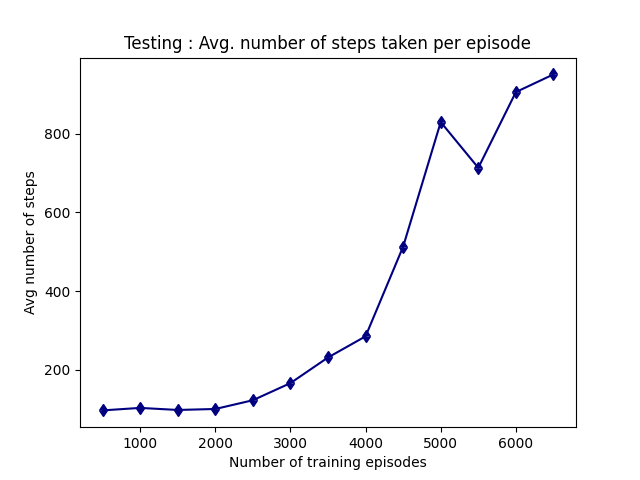 Testing : Avg. number of steps taken per episode
800
600
400
200
Avg number of steps
1000 2000 3000 4000 5000 6000
Number of training episodes